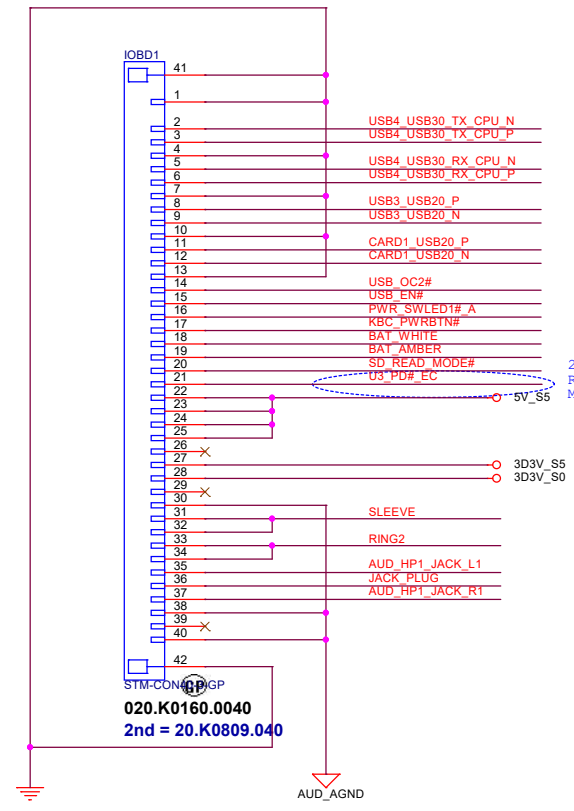 IOBD1
41
1
2 USB4_USB30_TX_CPU_N
3 USB4_USB30_TX_CPU_P
4
5 USB4_USB30_RX_CPU_N
6 USB4_USB30_RX_CPU_P
7
8 USB3_USB20_P
9 USB3_USB20_N
10
11 CARD1_USB20_P
12 CARD1_USB20_N
13
14 USB_OC2#
15 USB_EN#
16 PWR_SWLED1#_A
17 KBC_PWRBTN#
18 BAT_WHITE
19 BAT_AMBER
20 SD_READ_MODE# 2
21 U3_PD#_EC R
22 5V_S5 M
23
24
25
26
27 3D3V_S5
28 3D3V_S0
29
30
31 SLEEVE
32
33 RING2
34
35 AUD_HP1_JACK_L1
36 JACK_PLUG
37 AUD_HP1_JACK_R1
38
39
40
42
GP
020.K0160.0040
2nd = 20.K0809.040
AUD_AGND